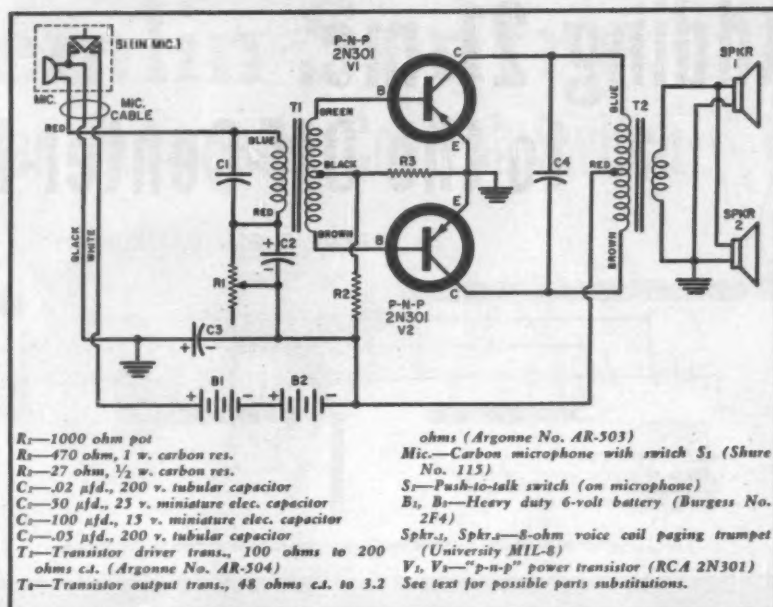 S1 (IN MIC.)
MIC.
MIC.
CABLE
RED
BLACK
WHITE
C1
BLUE
RED
T1
GREEN
BLACK
BROWN
P-N-P
2N301
V1
B
C
E
R3
E
B
C
P-N-P
2N301
V2
R1
C2
+
-
R2
C3
+ -
+ B1 - + B2 -
C4
BLUE
RED
BROWN
T2
SPKR
1
SPKR
2
R1—1000 ohm pot
R2—470 ohm, 1 w. carbon res.
R3—27 ohm, 1/2 w. carbon res.
C1—.02 μfd., 200 v. tubular capacitor
C2—50 μfd., 25 v. miniature elec. capacitor
C3—100 μfd., 15 v. miniature elec. capacitor
C4—.05 μfd., 200 v. tubular capacitor
T1—Transistor driver trans., 100 ohms to 200
ohms c.t. (Argonne No. AR-504)
T2—Transistor output trans., 48 ohms c.t. to 3.2
ohms (Argonne No. AR-503)
Mic.—Carbon microphone with switch S1 (Shure
No. 115)
S1—Push-to-talk switch (on microphone)
B1, B2—Heavy duty 6-volt battery (Burgess No.
2F4)
Spkr.1, Spkr.2—8-ohm voice coil paging trumpet
(University MIL-8)
V1, V2—"p-n-p" power transistor (RCA 2N301)
See text for possible parts substitutions.